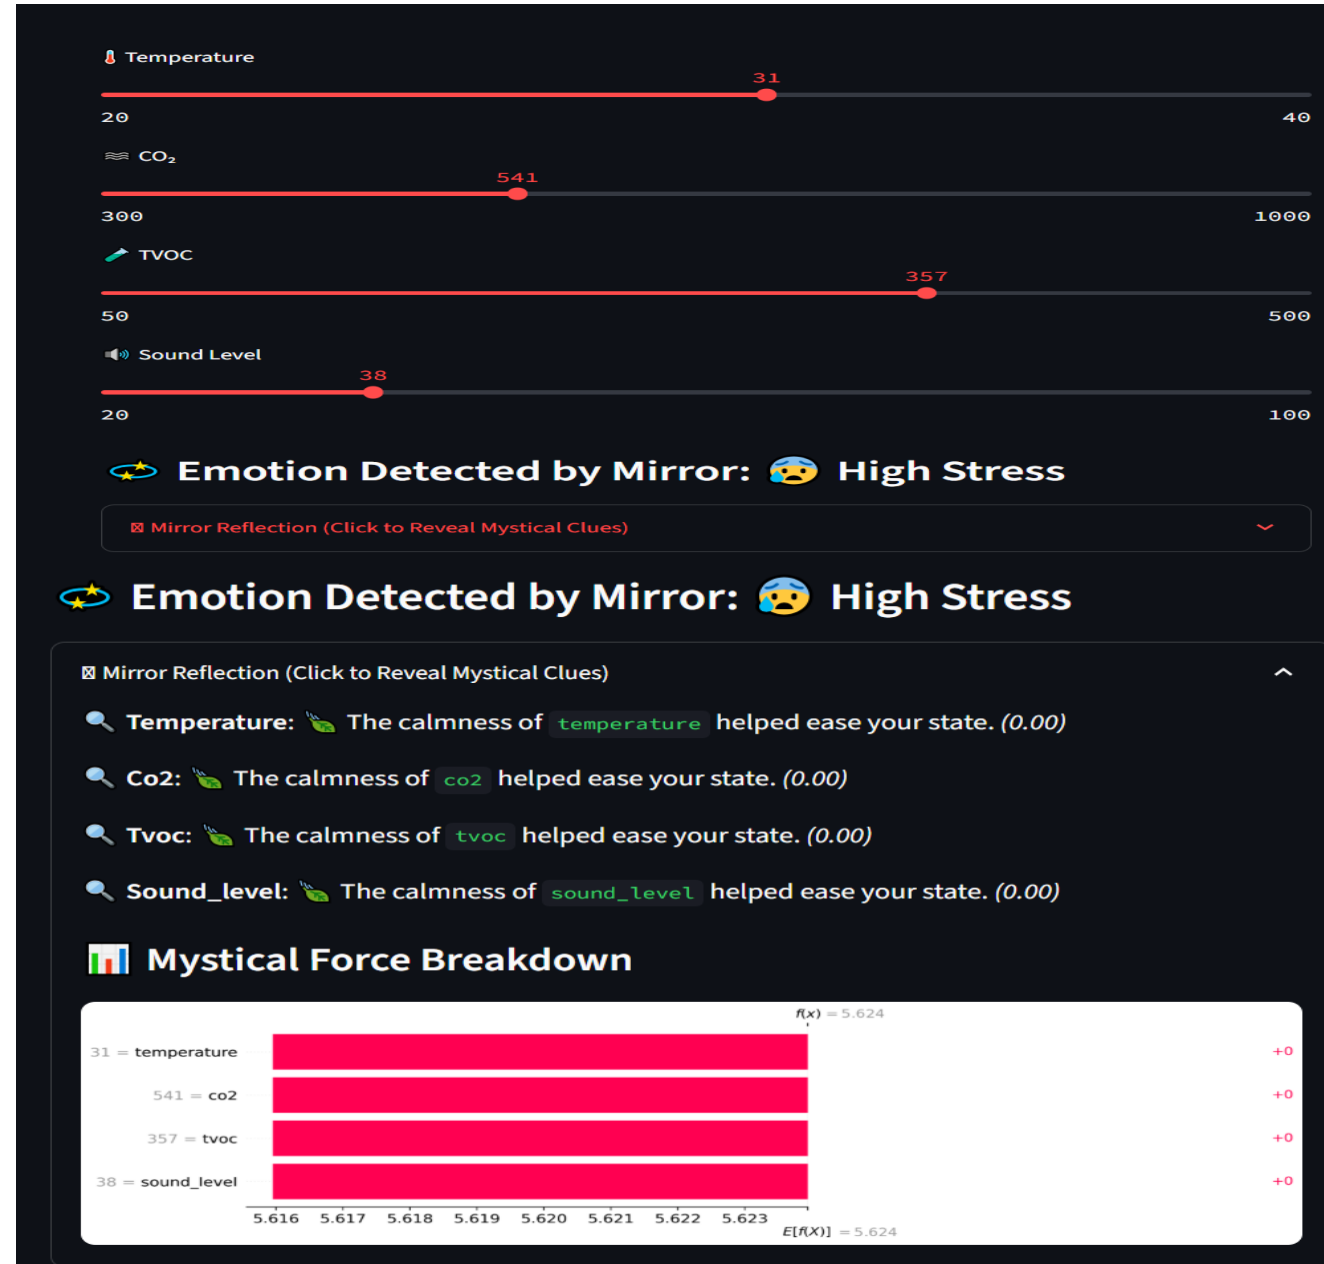 🌡 Temperature
31
20 40
CO₂
541
300 1000
TVOC
357
50 500
Sound Level
38
20 100
Emotion Detected by Mirror: 😰 High Stress
Mirror Reflection (Click to Reveal Mystical Clues)
Emotion Detected by Mirror: 😰 High Stress
Mirror Reflection (Click to Reveal Mystical Clues)
Temperature: The calmness of temperature helped ease your state. (0.00)
Co2: The calmness of co2 helped ease your state. (0.00)
Tvoc: The calmness of tvoc helped ease your state. (0.00)
Sound_level: The calmness of sound_level helped ease your state. (0.00)
Mystical Force Breakdown
f(x) = 5.624
31 = temperature +0
541 = co2 +0
357 = tvoc +0
38 = sound_level +0
5.616 5.617 5.618 5.619 5.620 5.621 5.622 5.623
E[f(X)] = 5.624